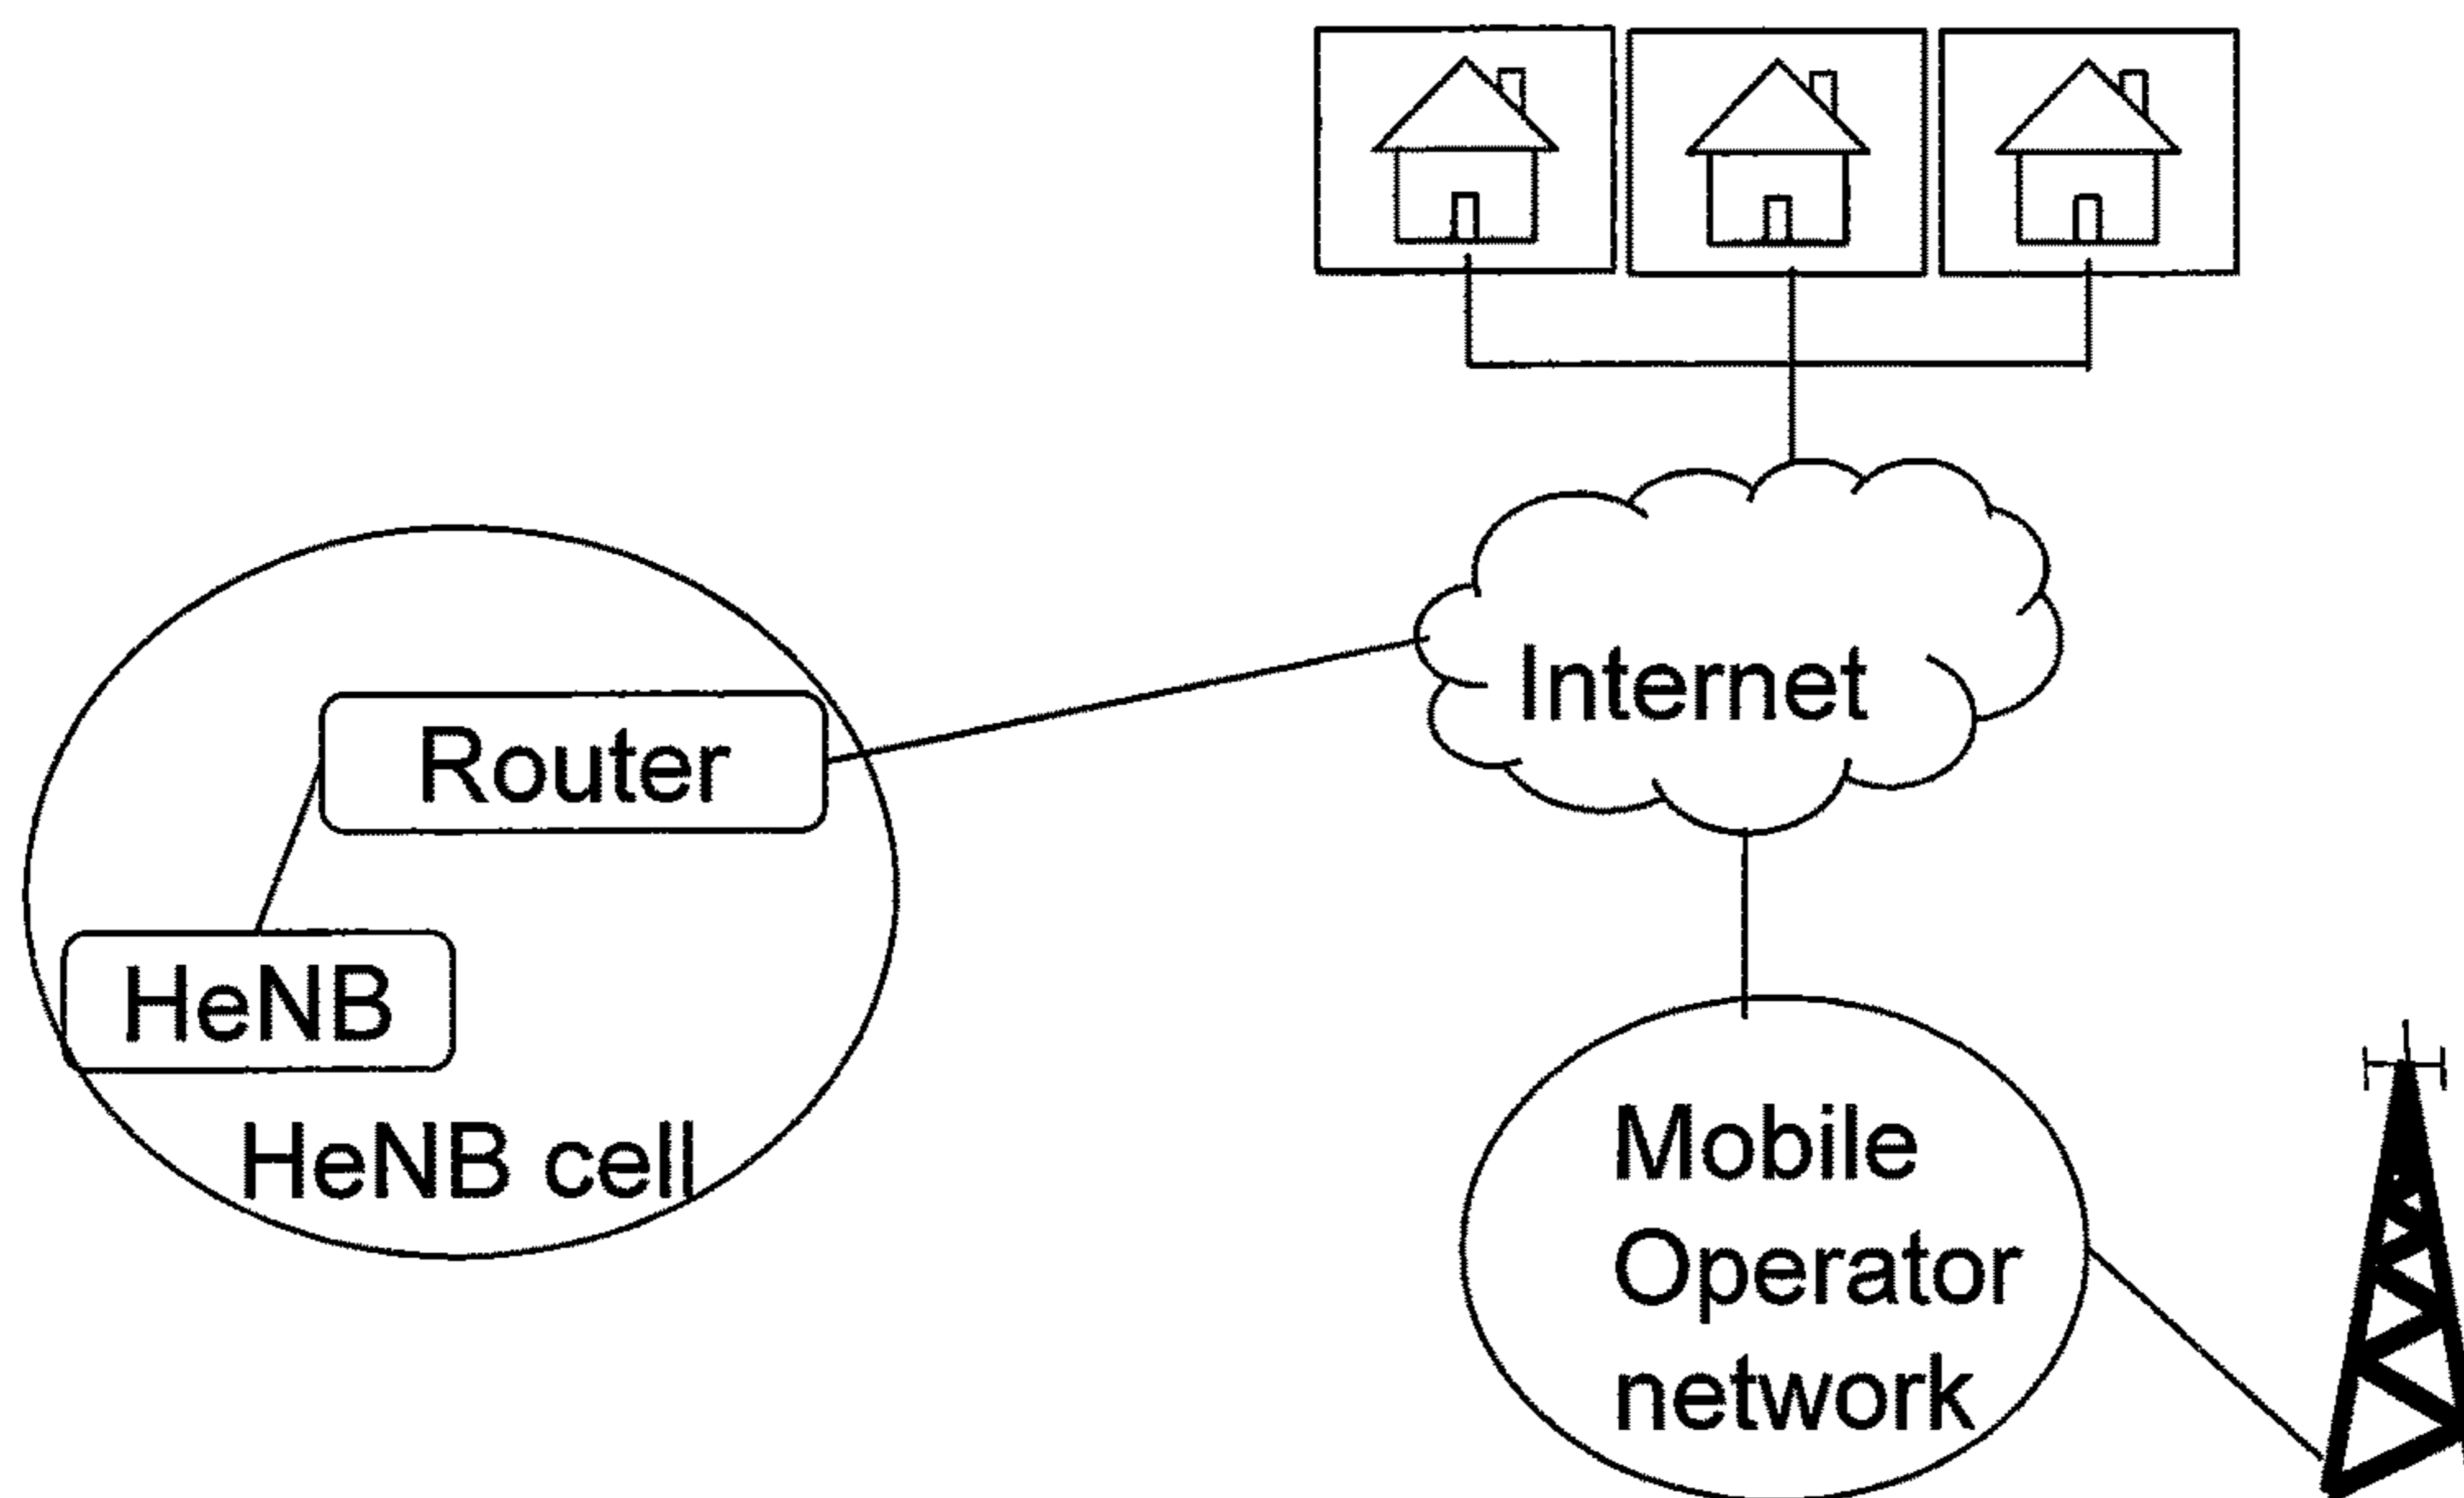 Internet
Router
HeNB
HeNB cell
Mobile
Operator
network